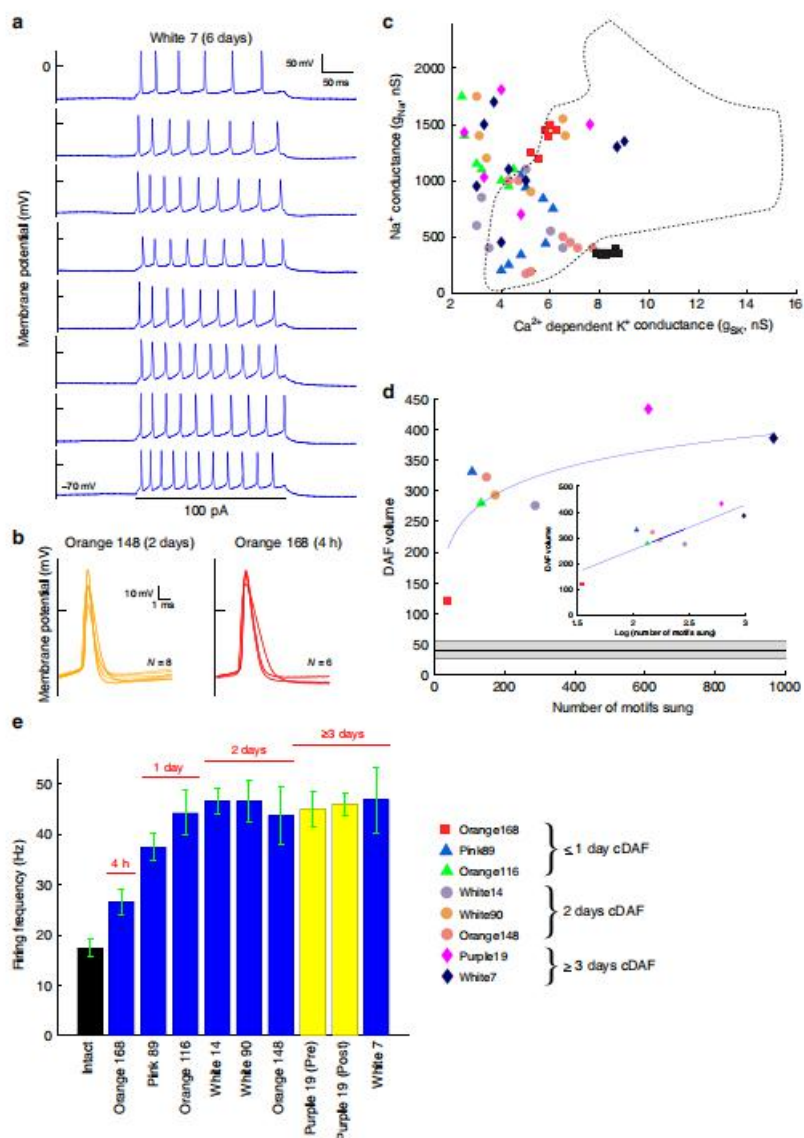 a
White 7 (6 days)
0
50 mV
50 ms
Membrane potential (mV)
–70 mV
100 pA
b
Orange 148 (2 days)
Orange 168 (4 h)
Membrane potential (mV)
10 mV
1 ms
N = 8
N = 6
c
Na+ conductance (gNa, nS)
2000
1500
1000
500
0
2 4 6 8 10 12 14 16
Ca2+ dependent K+ conductance (gSK, nS)
d
DAF volume
450
400
350
300
250
200
150
100
50
0
0 200 400 600 800 1000
Number of motifs sung
DAF volume
500
400
300
200
100
0
1.5 2 2.5 3
Log (number of motifs sung)
e
Firing frequency (Hz)
50
40
30
20
10
0
4 h
1 day
2 days
≥3 days
Intact
Orange 168
Pink 89
Orange 116
White 14
White 90
Orange 148
Purple 19 (Pre)
Purple 19 (Post)
White 7
Orange168
Pink89
Orange116
≤ 1 day cDAF
White14
White90
Orange148
2 days cDAF
Purple19
White7
≥ 3 days cDAF